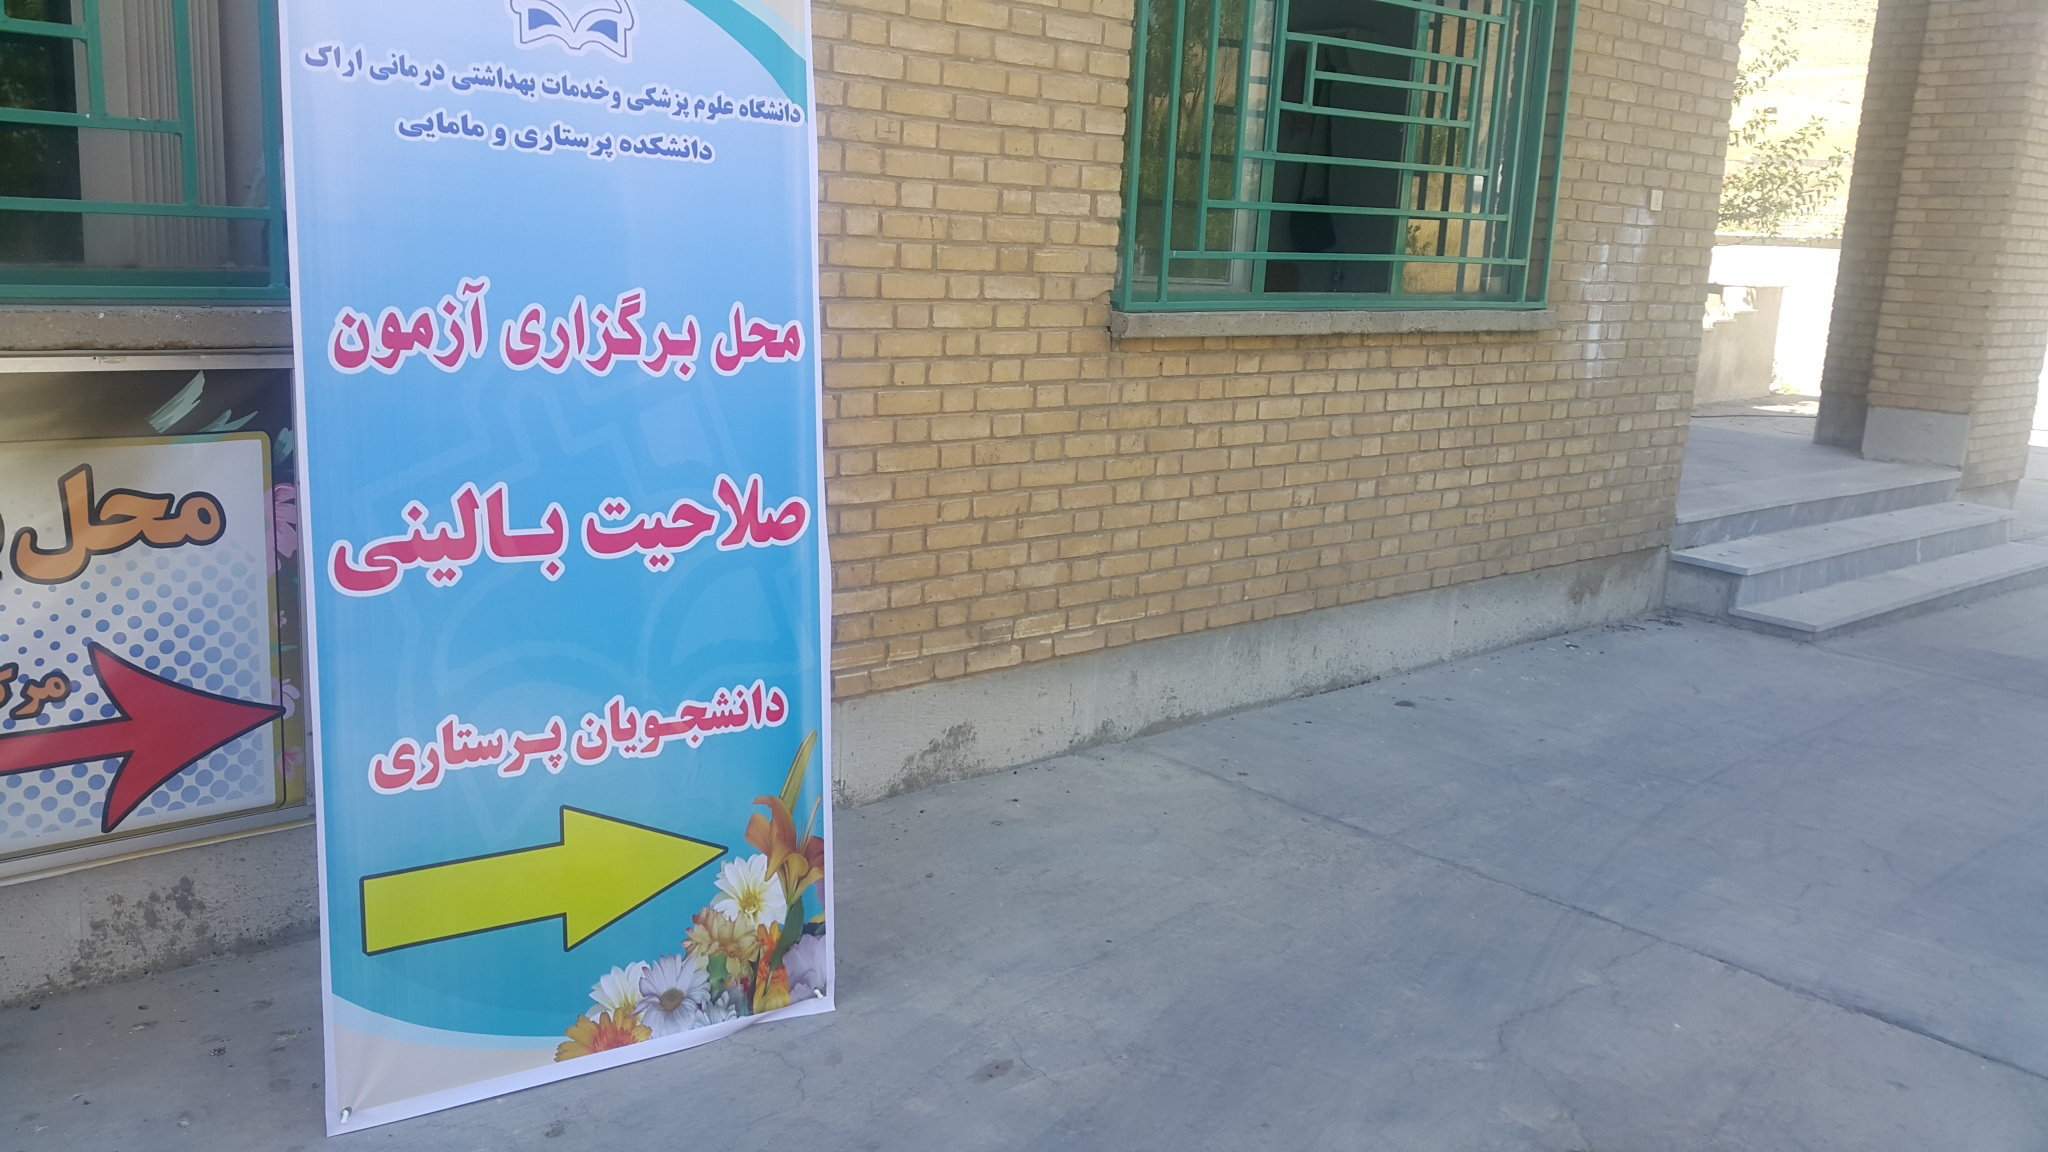 دانشگاه علوم پزشکی وخدمات بهداشتی درمانی اراک
دانشکده پرستاری و مامایی
محل برگزاری آزمون
صلاحیت بالینی
دانشجویان پرستاری
محل